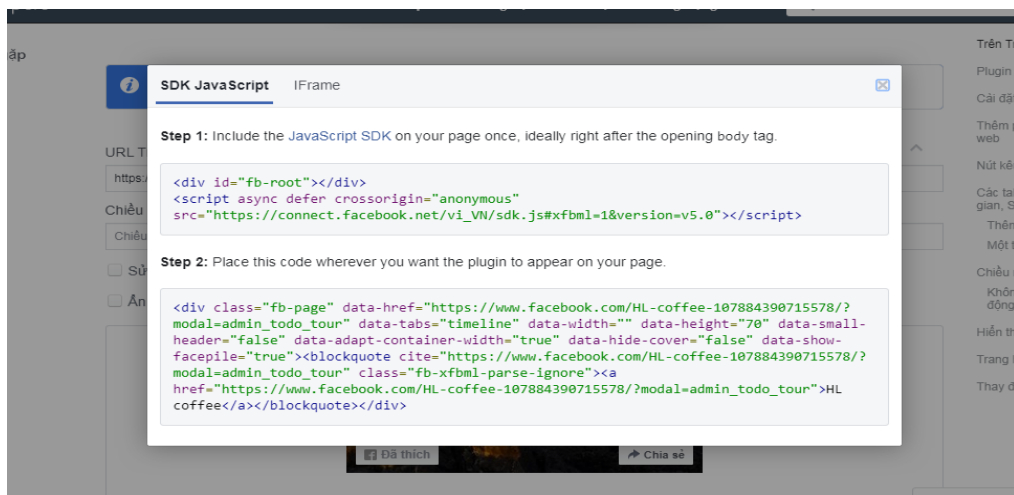 ặp
SDK JavaScript IFrame
Step 1: Include the JavaScript SDK on your page once, ideally right after the opening body tag.
<div id="fb-root"></div>
<script async defer crossorigin="anonymous"
src="https://connect.facebook.net/vi_VN/sdk.js#xfbml=1&version=v5.0"></script>
Step 2: Place this code wherever you want the plugin to appear on your page.
<div class="fb-page" data-href="https://www.facebook.com/HL-coffee-107884390715578/?
modal=admin_todo_tour" data-tabs="timeline" data-width="" data-height="70" data-small-
header="false" data-adapt-container-width="true" data-hide-cover="false" data-show-
facepile="true"><blockquote cite="https://www.facebook.com/HL-coffee-107884390715578/?
modal=admin_todo_tour" class="fb-xfbml-parse-ignore"><a
href="https://www.facebook.com/HL-coffee-107884390715578/?modal=admin_todo_tour">HL
coffee</a></blockquote></div>
URL T
https:/
Chiều
Chiều
Sử
Ẩn
Đã thích Chia sẻ
Trên T
Plugin
Cài đặt
Thêm
web
Nút
Các
gian, S
Thêm
Một
Chiều
Khôn
động
Hiển th
Trang
Thay đ